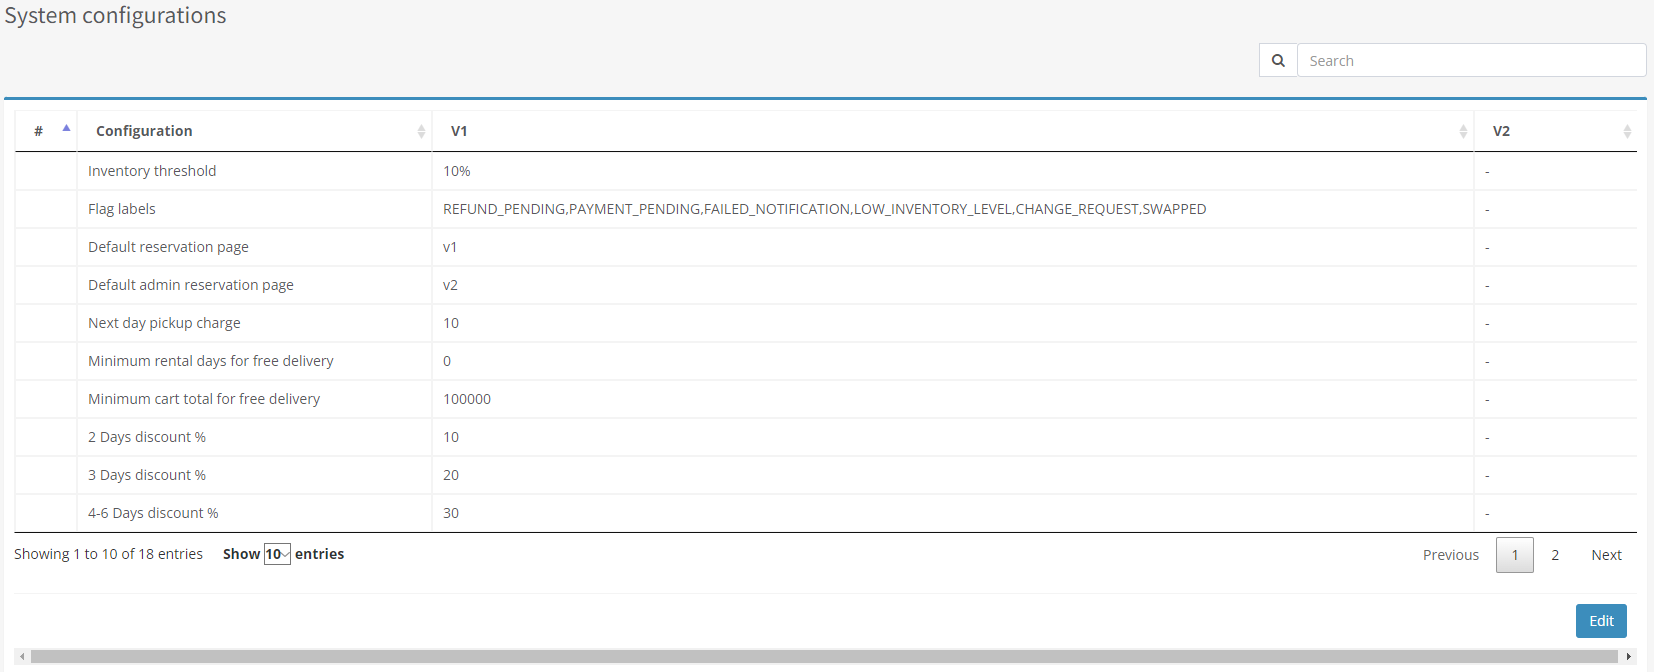 System configurations
Search
# Configuration V1 V2
Inventory threshold 10% -
Flag labels REFUND_PENDING,PAYMENT_PENDING,FAILED_NOTIFICATION,LOW_INVENTORY_LEVEL,CHANGE_REQUEST,SWAPPED -
Default reservation page v1 -
Default admin reservation page v2 -
Next day pickup charge 10 -
Minimum rental days for free delivery 0 -
Minimum cart total for free delivery 100000 -
2 Days discount % 10 -
3 Days discount % 20 -
4-6 Days discount % 30 -
Showing 1 to 10 of 18 entries Show 10 entries Previous 1 2 Next
Edit